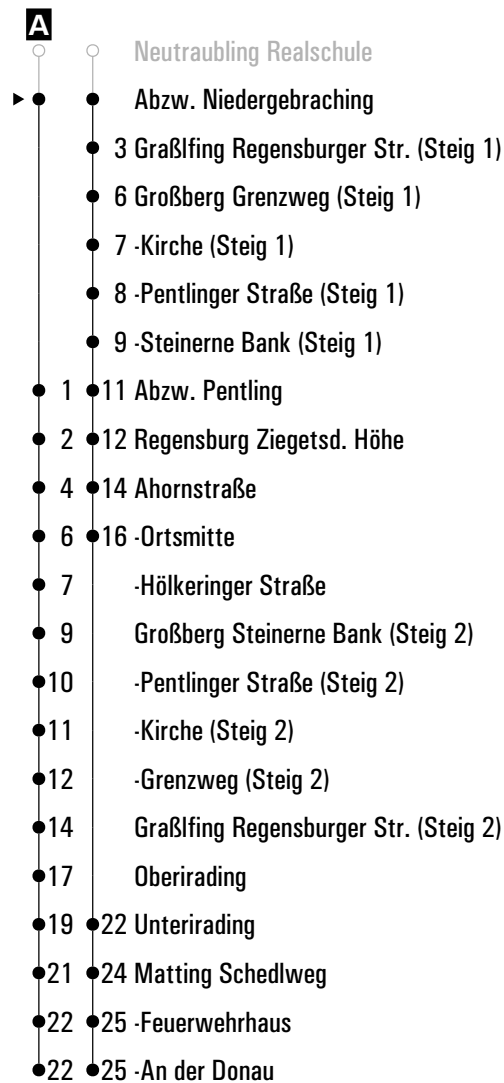 A
Neutraubling Realschule
Abzw. Niedergebraching
3 Graßlfing Regensburger Str. (Steig 1)
6 Großberg Grenzweg (Steig 1)
7 -Kirche (Steig 1)
8 -Pentlinger Straße (Steig 1)
9 -Steinerne Bank (Steig 1)
1 11 Abzw. Pentling
2 12 Regensburg Ziegetsd. Höhe
4 14 Ahornstraße
6 16 -Ortsmitte
7 -Hölkeringer Straße
9 Großberg Steinerne Bank (Steig 2)
10 -Pentlinger Straße (Steig 2)
11 -Kirche (Steig 2)
12 -Grenzweg (Steig 2)
14 Graßlfing Regensburger Str. (Steig 2)
17 Oberirading
19 22 Unterirading
21 24 Matting Schedlweg
22 25 -Feuerwehrhaus
22 25 -An der Donau